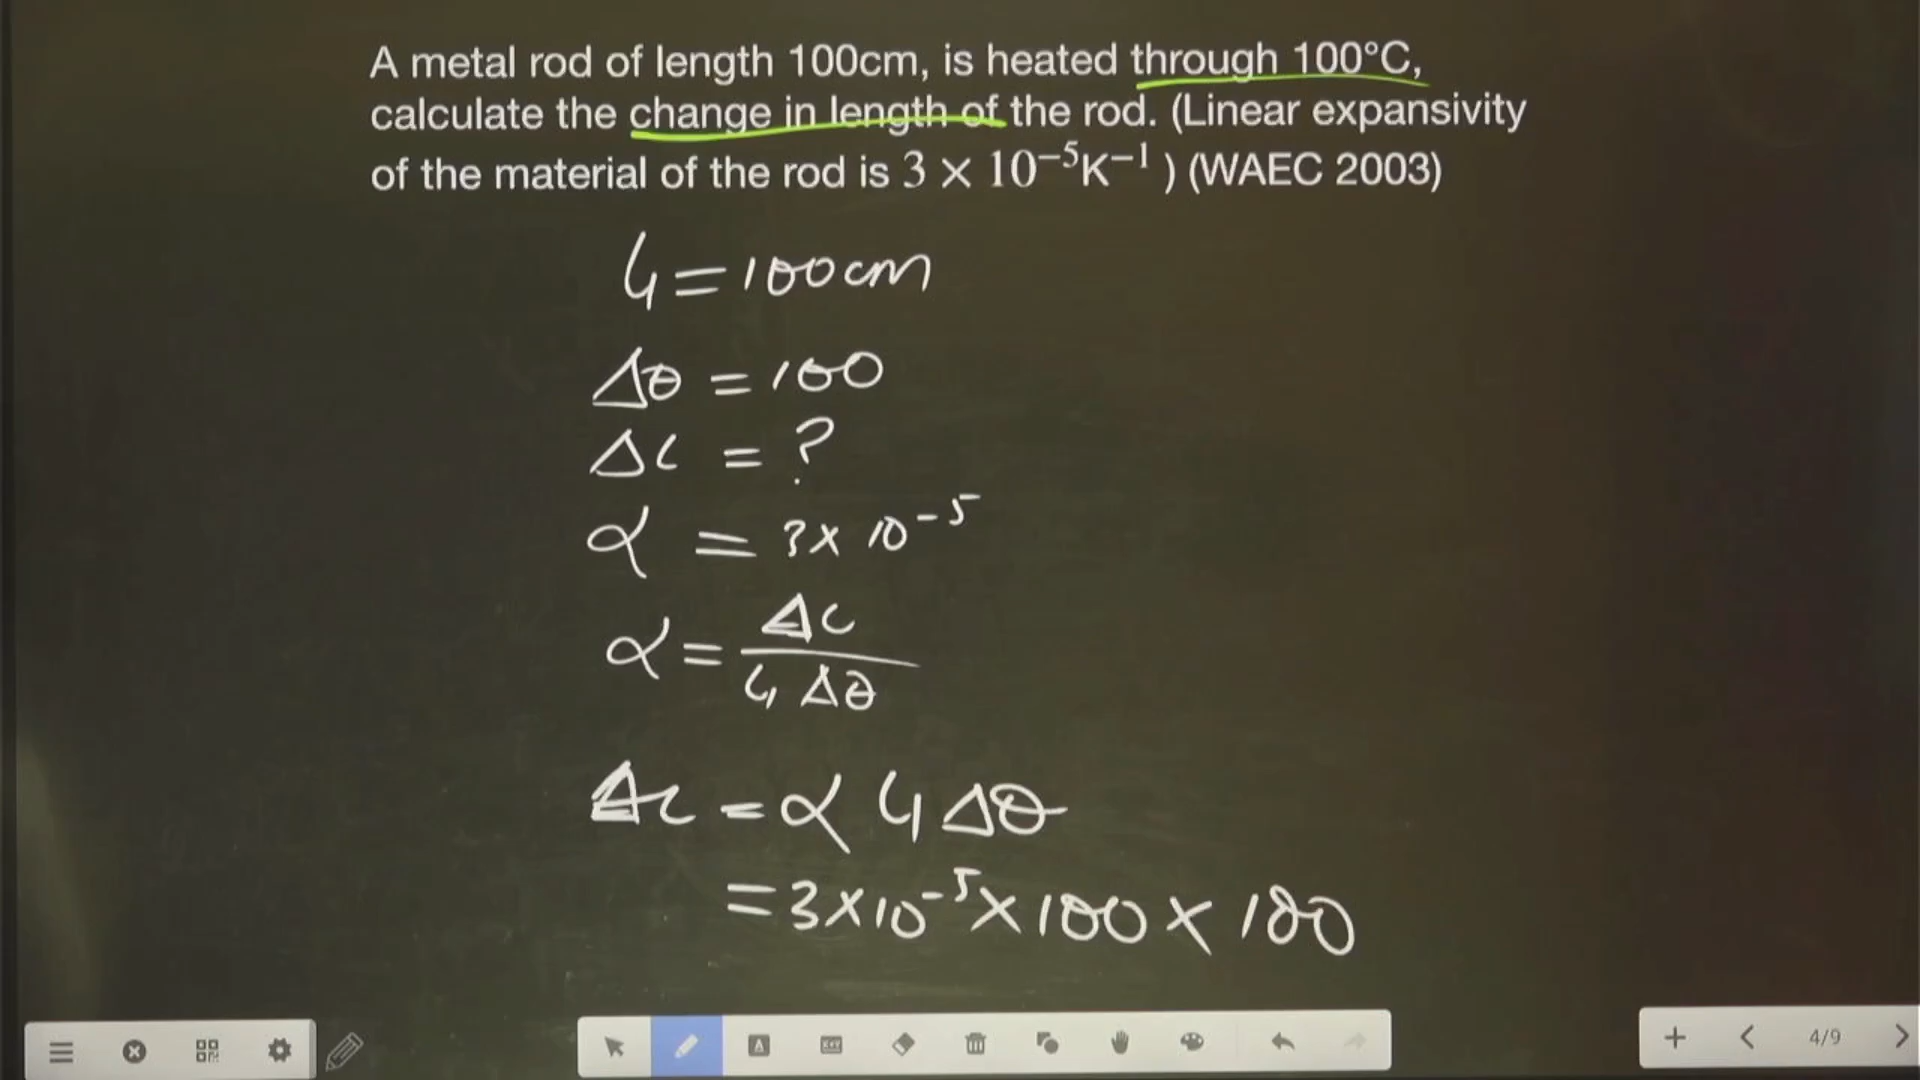 A metal rod of length 100cm, is heated through 100°C,
calculate the change in length of the rod. (Linear expansivity
of the material of the rod is 3 × 10⁻⁵K⁻¹ ) (WAEC 2003)
L₁ = 100cm
Δθ = 100
ΔL = ?
α = 3 × 10⁻⁵
α = ΔL / L₁ Δθ
ΔL = α L₁ Δθ
= 3 × 10⁻⁵ × 100 × 100
A
4/9